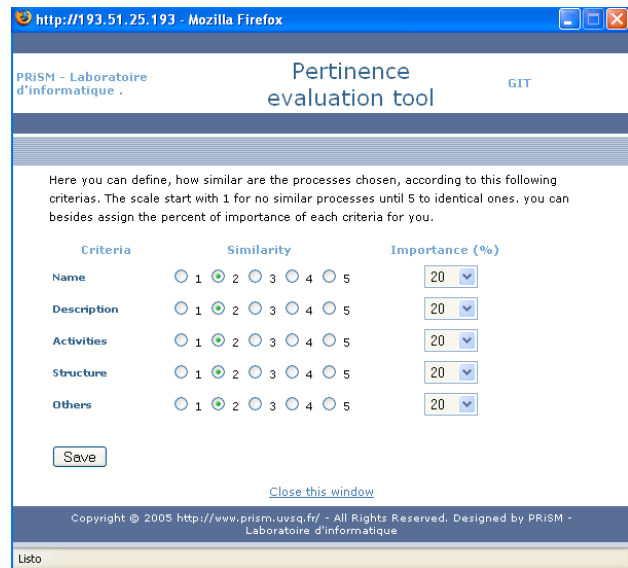 http://193.51.25.193 - Mozilla Firefox
PRiSM - Laboratoire
d'informatique .
Pertinence
evaluation tool
GIT
Here you can define, how similar are the processes chosen, according to this following
criterias. The scale start with 1 for no similar processes until 5 to identical ones. you can
besides assign the percent of importance of each criteria for you.
Criteria Similarity Importance (%)
Name 1 2 3 4 5 20
Description 1 2 3 4 5 20
Activities 1 2 3 4 5 20
Structure 1 2 3 4 5 20
Others 1 2 3 4 5 20
Save
Close this window
Copyright © 2005 http://www.prism.uvsq.fr/ - All Rights Reserved. Designed by PRiSM -
Laboratoire d'informatique
Listo